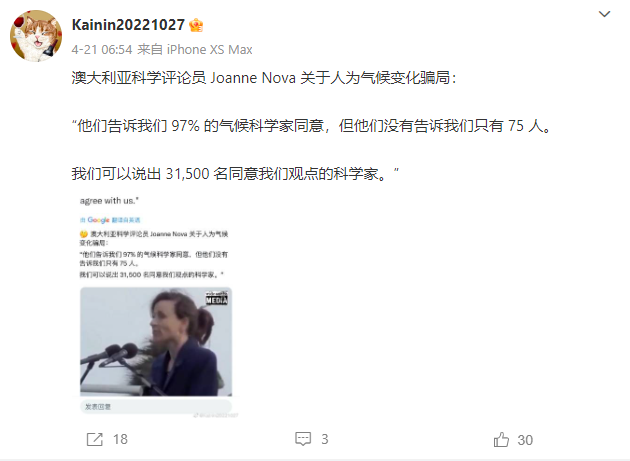 Kainin20221027
4-21 06:54 来自 iPhone XS Max
澳大利亚科学评论员 Joanne Nova 关于人为气候变化骗局：
“他们告诉我们 97% 的气候科学家同意，但他们没有告诉我们只有 75 人。
我们可以说出 31,500 名同意我们观点的科学家。”
agree with us."
由 Google 翻译自英语
澳大利亚科学评论员 Joanne Nova 关于人为气候
变化骗局：
“他们告诉我们 97% 的气候科学家同意，但他们没有
告诉我们只有 75 人。
我们可以说出 31,500 名同意我们观点的科学家。”
MEDIA
发表回复
18
3
30